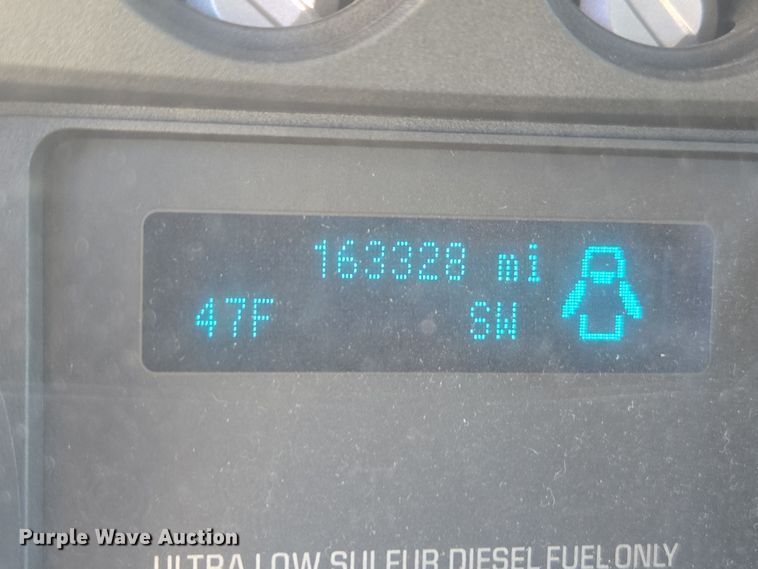 163328 mi
47F SW
ULTRA LOW SULFUR DIESEL FUEL ONLY
Purple Wave Auction